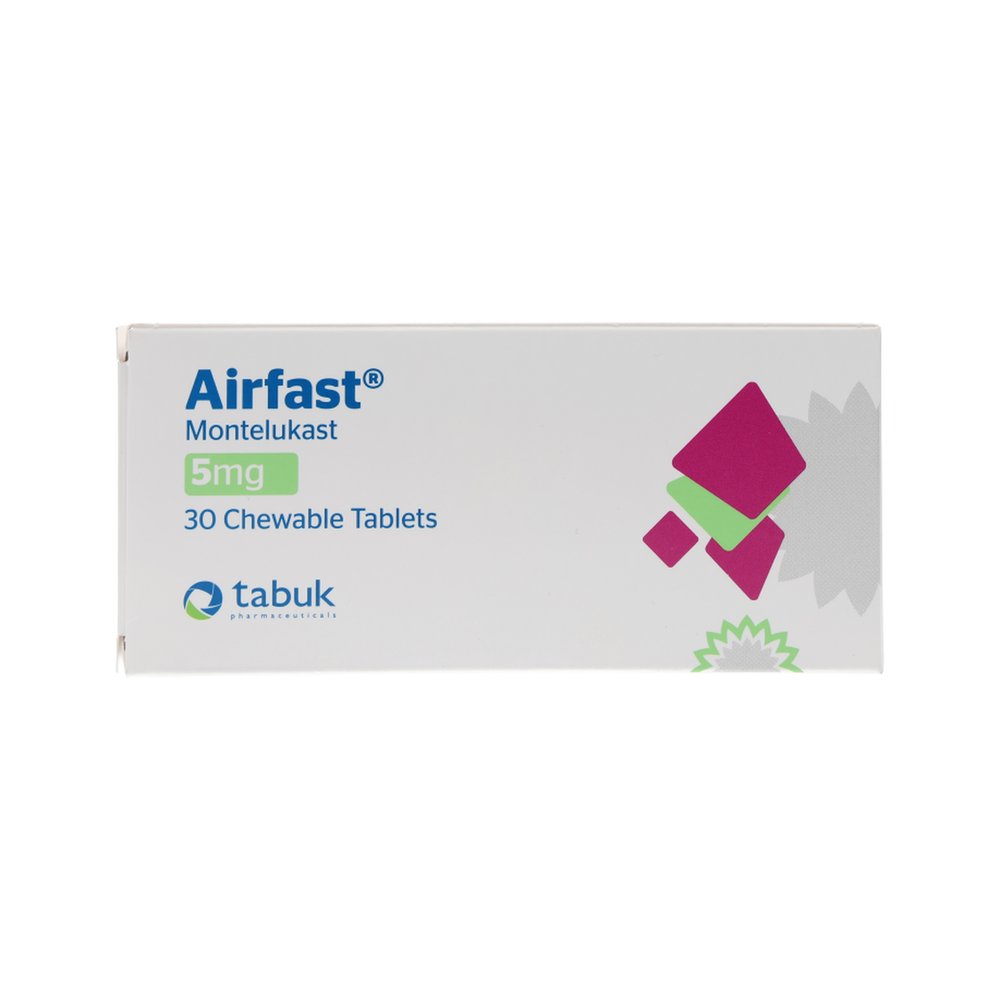 Airfast®
Montelukast
5mg
30 Chewable Tablets
tabuk
pharmaceuticals